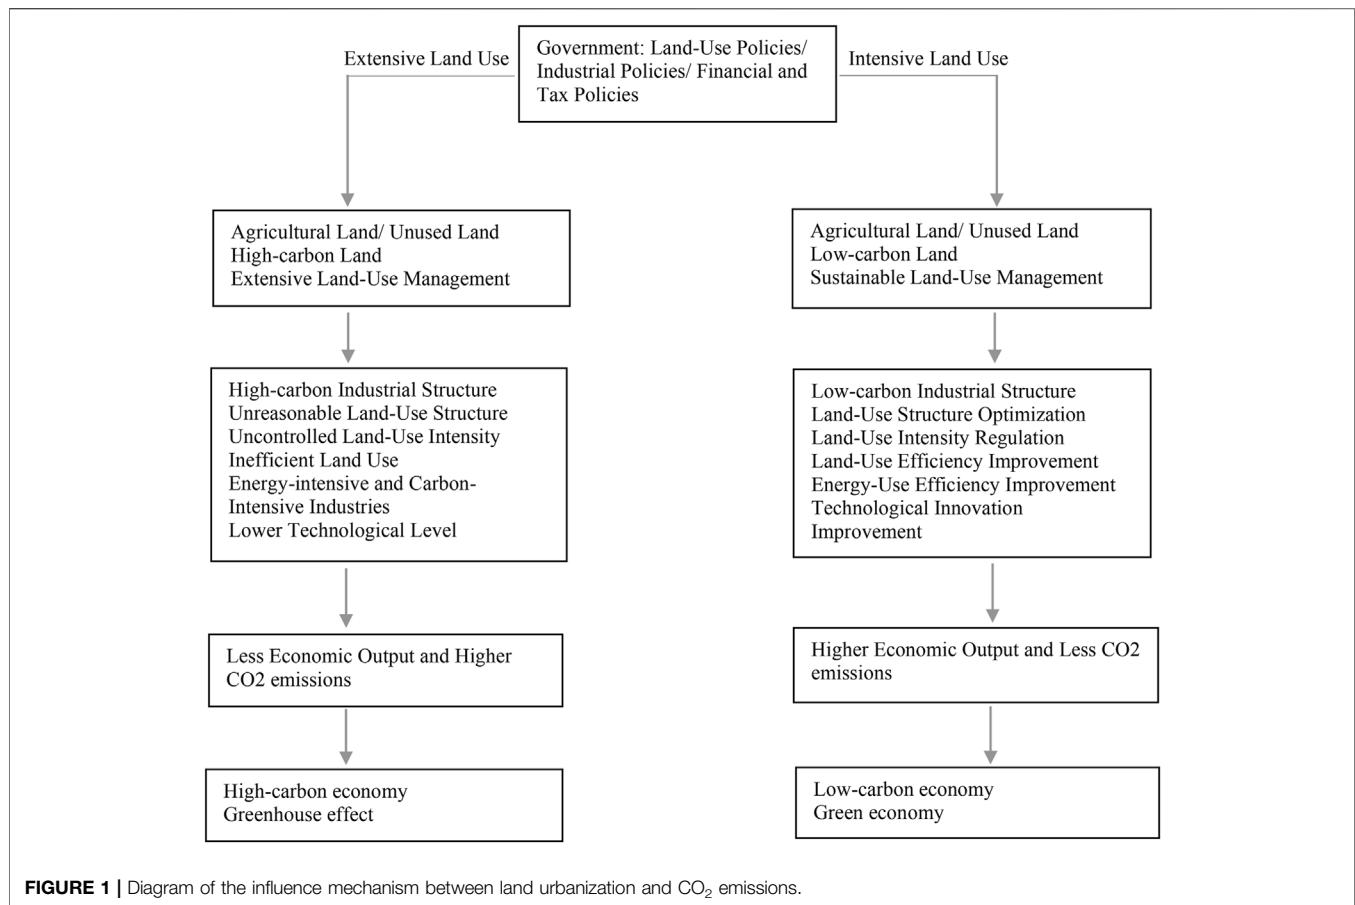 Extensive Land Use
Government: Land-Use Policies/
Industrial Policies/ Financial and
Tax Policies
Intensive Land Use
Agricultural Land/ Unused Land
High-carbon Land
Extensive Land-Use Management
Agricultural Land/ Unused Land
Low-carbon Land
Sustainable Land-Use Management
High-carbon Industrial Structure
Unreasonable Land-Use Structure
Uncontrolled Land-Use Intensity
Inefficient Land Use
Energy-intensive and Carbon-
Intensive Industries
Lower Technological Level
Low-carbon Industrial Structure
Land-Use Structure Optimization
Land-Use Intensity Regulation
Land-Use Efficiency Improvement
Energy-Use Efficiency Improvement
Technological Innovation
Improvement
Less Economic Output and Higher
CO2 emissions
Higher Economic Output and Less CO2
emissions
High-carbon economy
Greenhouse effect
Low-carbon economy
Green economy
FIGURE 1 | Diagram of the influence mechanism between land urbanization and CO₂ emissions.